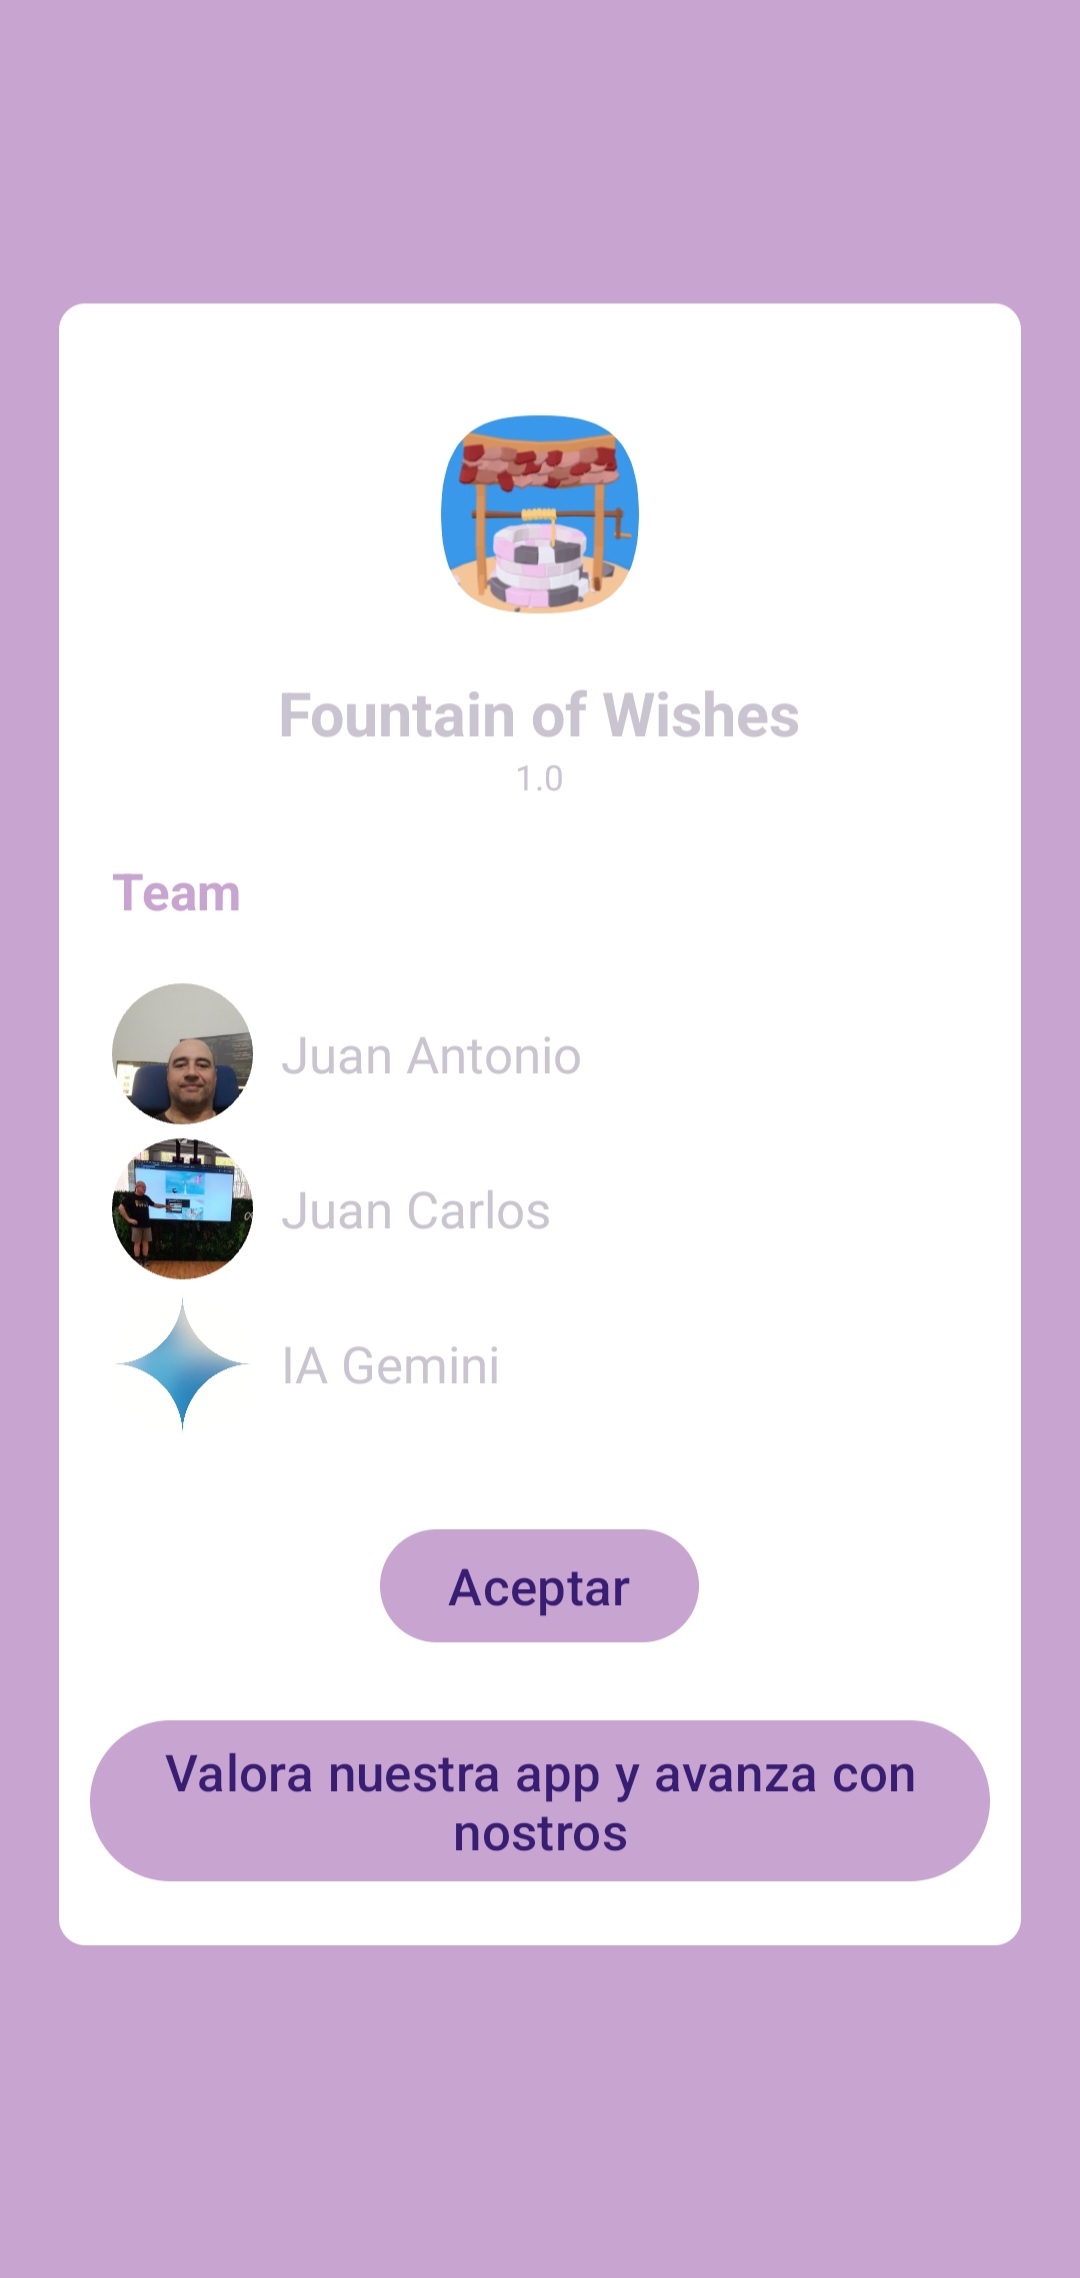 Fountain of Wishes
1.0
Team
Juan Antonio
Juan Carlos
IA Gemini
Aceptar
Valora nuestra app y avanza con
nostros